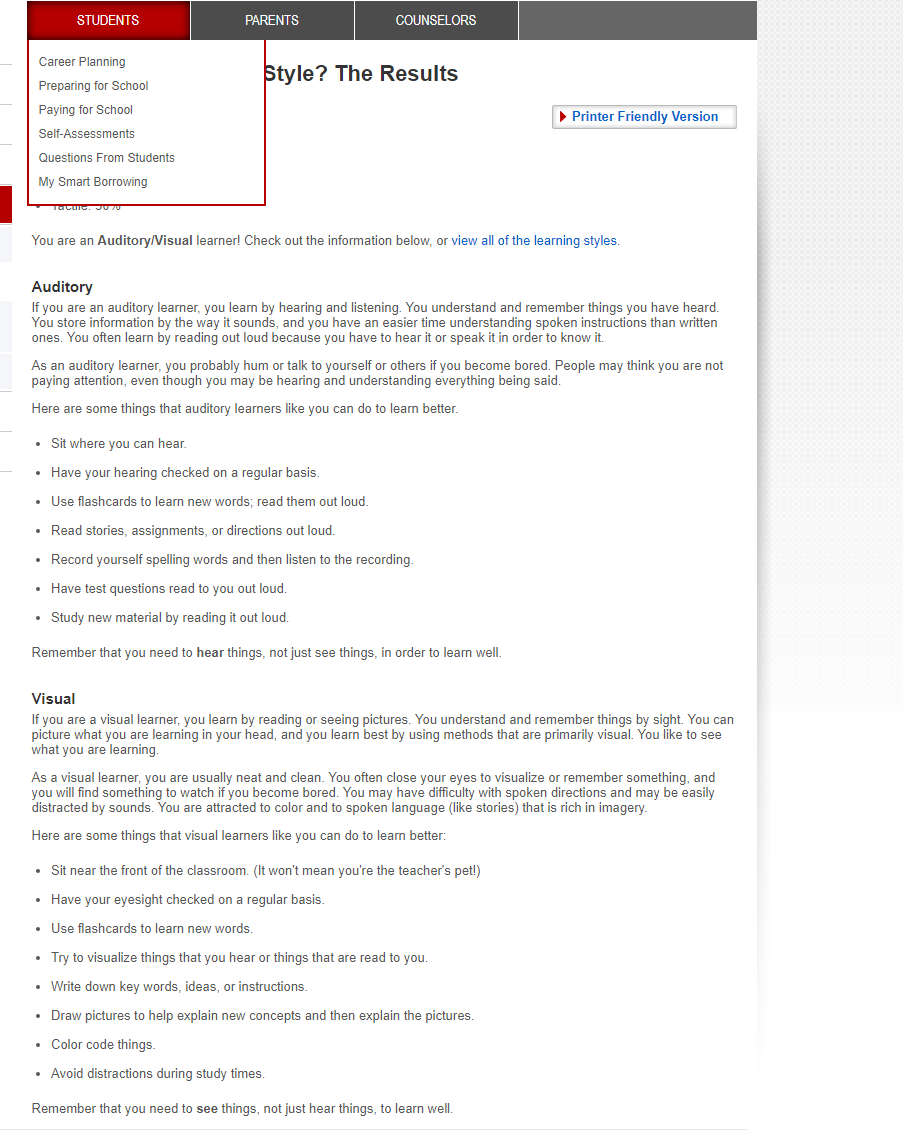 STUDENTS PARENTS COUNSELORS
Career Planning
Preparing for School
Paying for School
Self-Assessments
Questions From Students
My Smart Borrowing
Style? The Results
Printer Friendly Version
You are an Auditory/Visual learner! Check out the information below, or view all of the learning styles.
Auditory
If you are an auditory learner, you learn by hearing and listening. You understand and remember things you have heard.
You store information by the way it sounds, and you have an easier time understanding spoken instructions than written
ones. You often learn by reading out loud because you have to hear it or speak it in order to know it.
As an auditory learner, you probably hum or talk to yourself or others if you become bored. People may think you are not
paying attention, even though you may be hearing and understanding everything being said.
Here are some things that auditory learners like you can do to learn better.
• Sit where you can hear.
• Have your hearing checked on a regular basis.
• Use flashcards to learn new words; read them out loud.
• Read stories, assignments, or directions out loud.
• Record yourself spelling words and then listen to the recording.
• Have test questions read to you out loud.
• Study new material by reading it out loud.
Remember that you need to hear things, not just see things, in order to learn well.
Visual
If you are a visual learner, you learn by reading or seeing pictures. You understand and remember things by sight. You can
picture what you are learning in your head, and you learn best by using methods that are primarily visual. You like to see
what you are learning.
As a visual learner, you are usually neat and clean. You often close your eyes to visualize or remember something, and
you will find something to watch if you become bored. You may have difficulty with spoken directions and may be easily
distracted by sounds. You are attracted to color and to spoken language (like stories) that is rich in imagery.
Here are some things that visual learners like you can do to learn better:
• Sit near the front of the classroom. (It won't mean you're the teacher's pet!)
• Have your eyesight checked on a regular basis.
• Use flashcards to learn new words.
• Try to visualize things that you hear or things that are read to you.
• Write down key words, ideas, or instructions.
• Draw pictures to help explain new concepts and then explain the pictures.
• Color code things.
• Avoid distractions during study times.
Remember that you need to see things, not just hear things, to learn well.